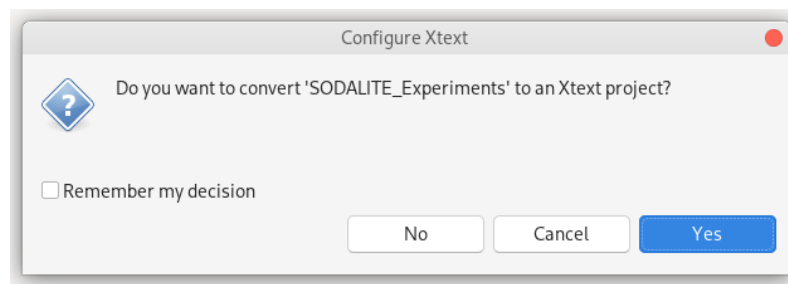 Configure Xtext
Do you want to convert 'SODALITE_Experiments' to an Xtext project?
?
Remember my decision
No Cancel Yes